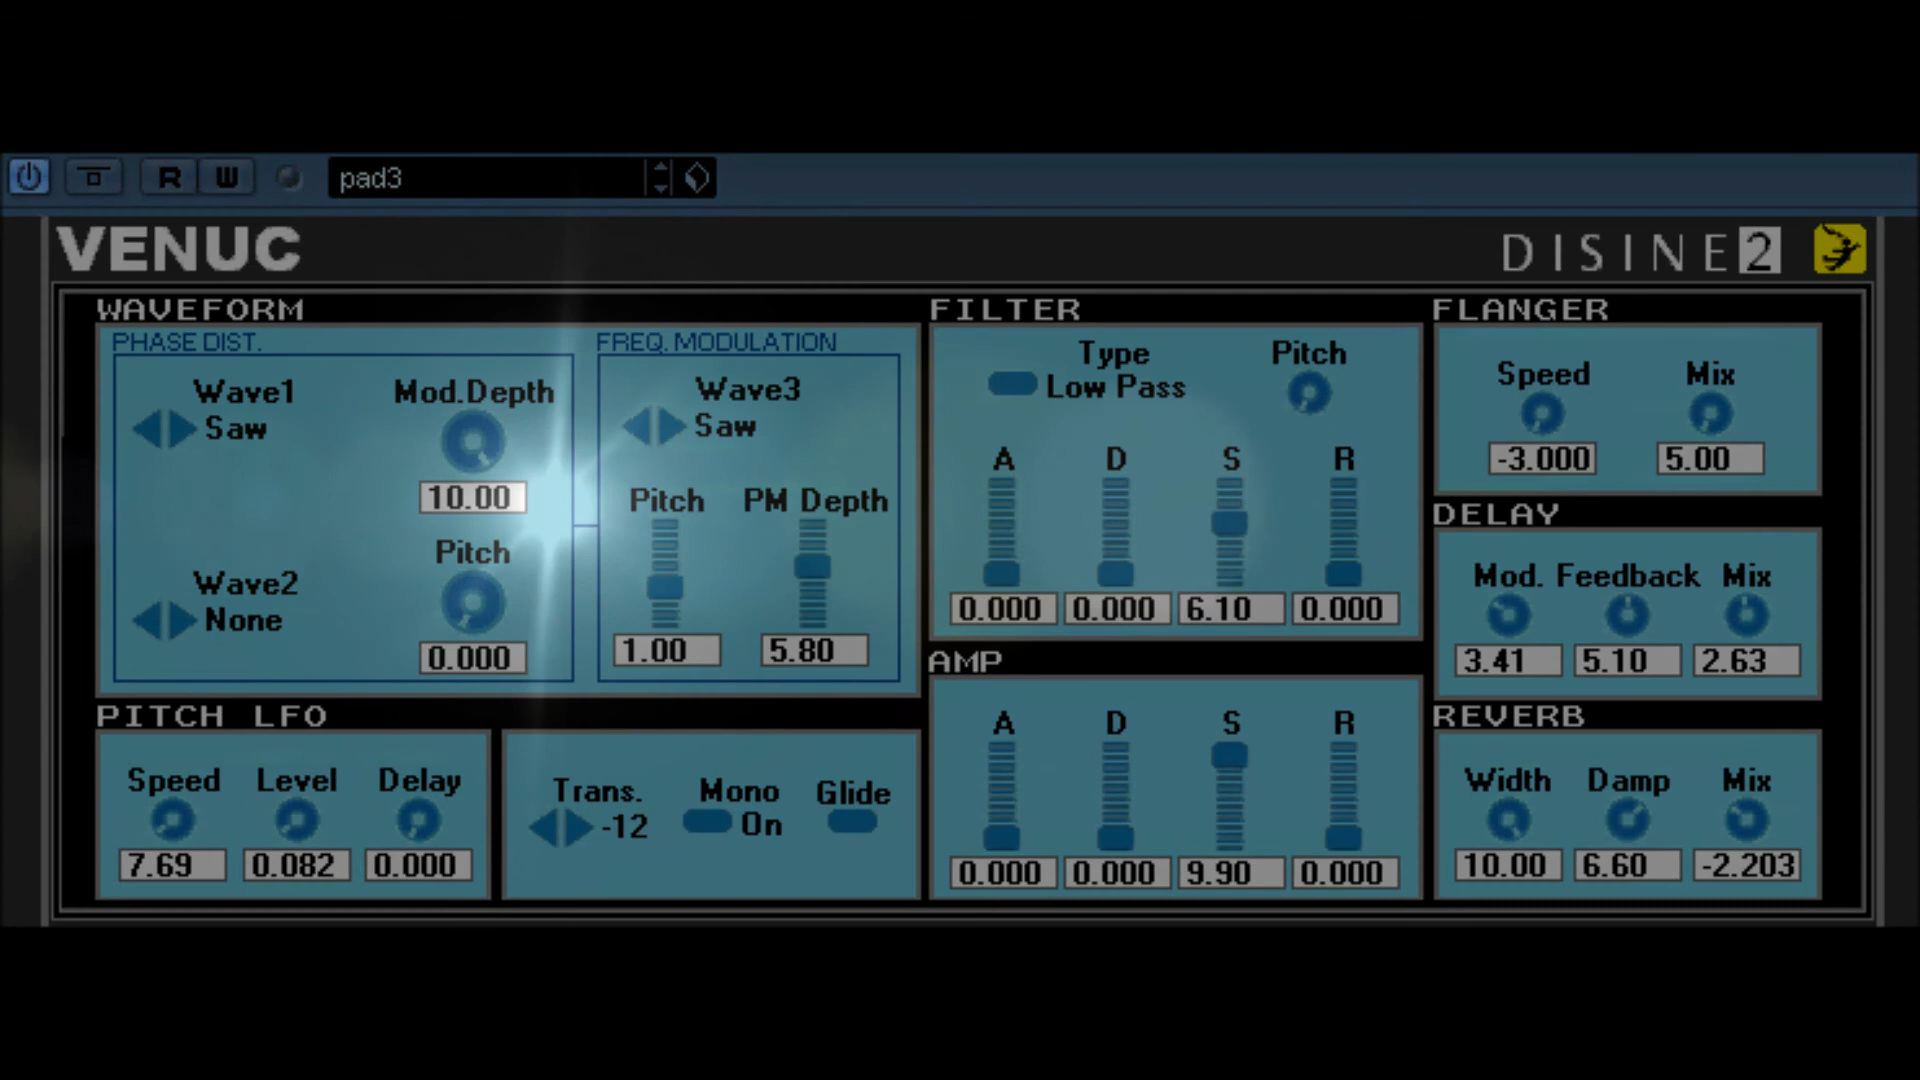 R W pad3
VENUC
DISINE2
WAVEFORM
PHASE DIST.
Wave1
Saw
Mod.Depth
10.00
Wave2
None
Pitch
0.000
FREQ. MODULATION
Wave3
Saw
Pitch
1.00
PM Depth
5.80
PITCH LFO
Speed Level Delay
7.69 0.082 0.000
Trans. Mono Glide
-12 On
FILTER
Type Pitch
Low Pass
A D S R
0.000 0.000 6.10 0.000
AMP
A D S R
0.000 0.000 9.90 0.000
FLANGER
Speed Mix
-3.000 5.00
DELAY
Mod. Feedback Mix
3.41 5.10 2.63
REVERB
Width Damp Mix
10.00 6.60 -2.203